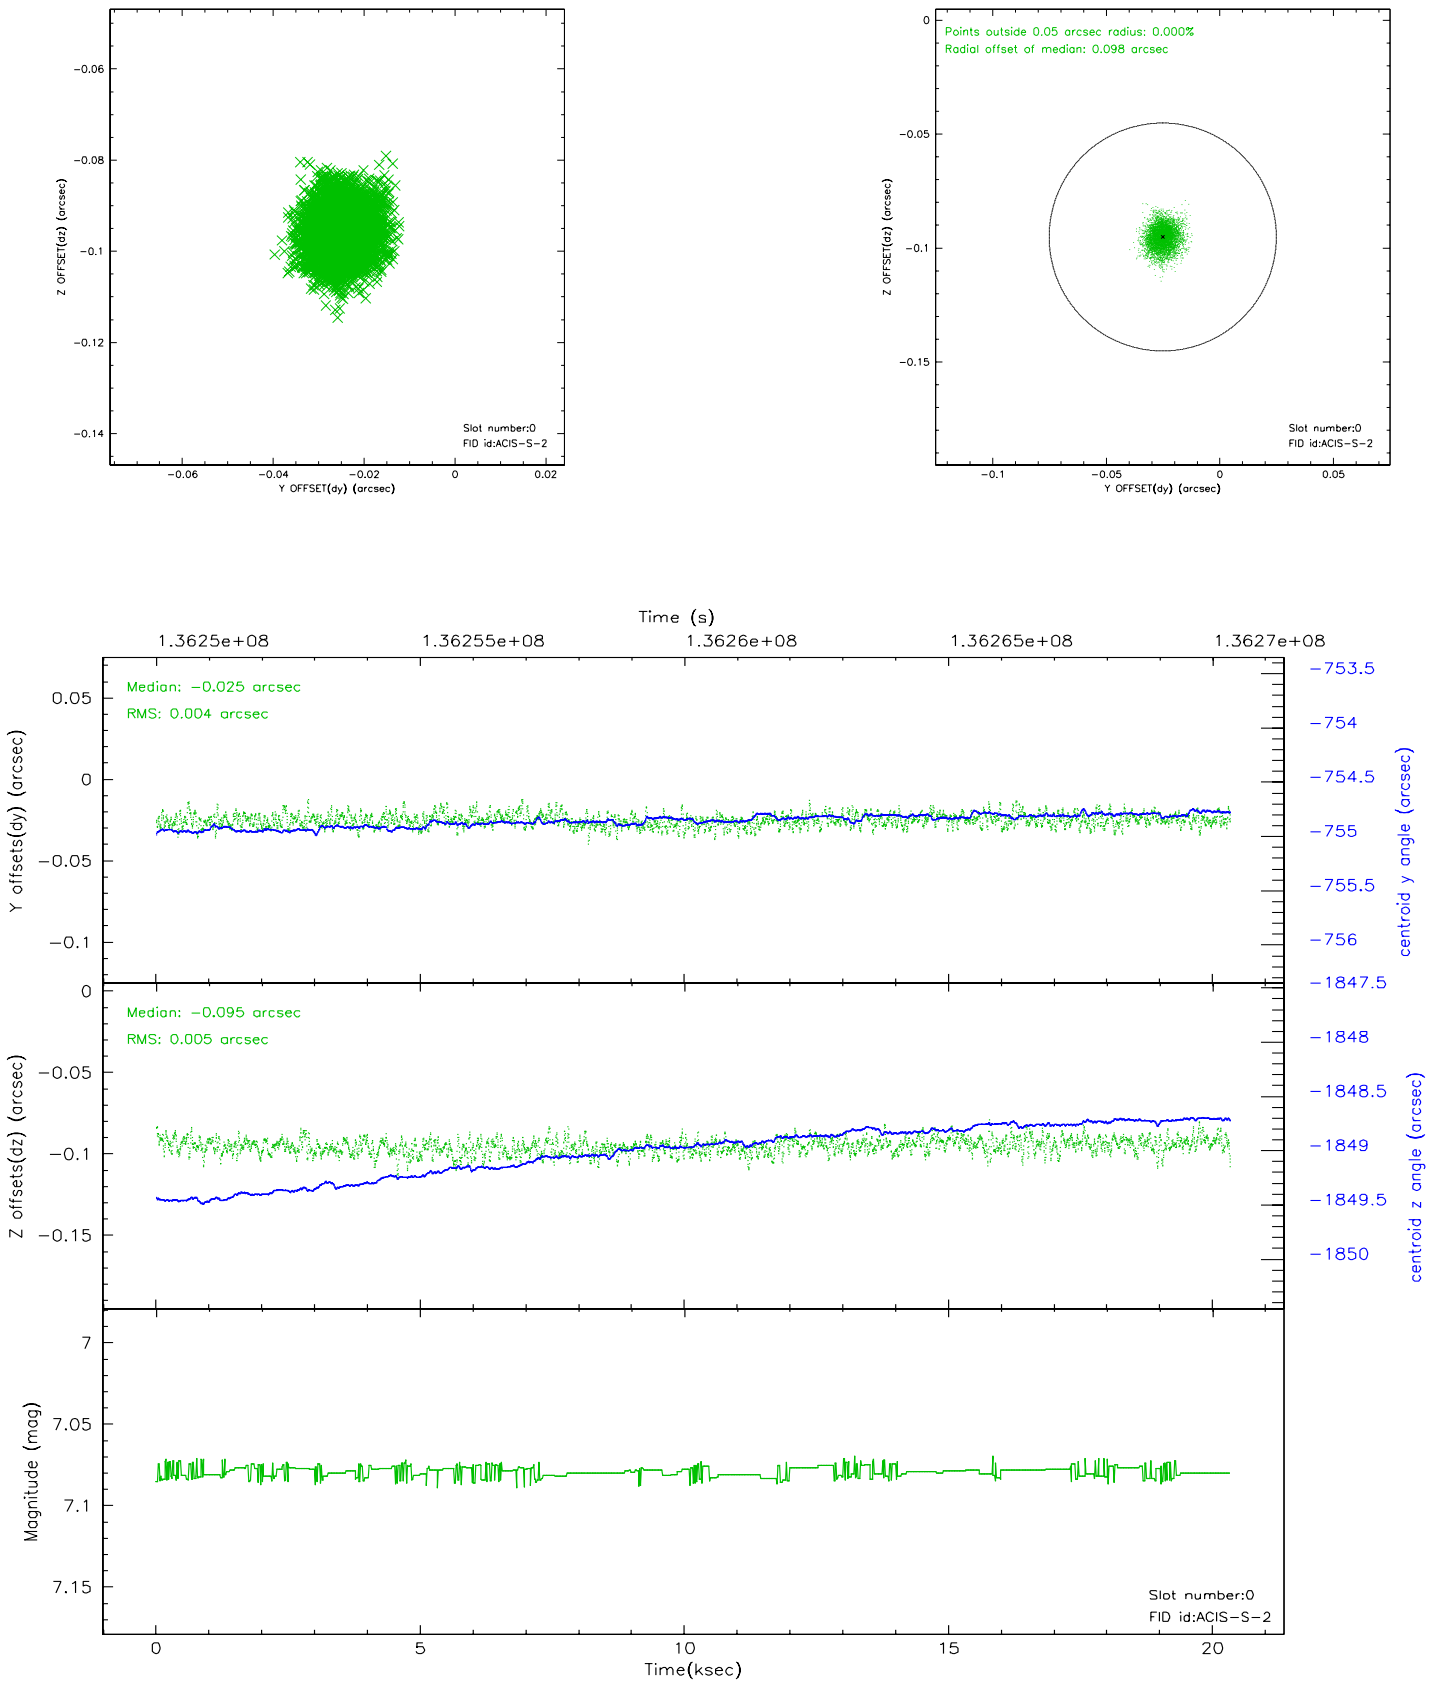 -0.06
-0.08
-0.1
-0.12
-0.14
Z OFFSET(dz) (arcsec)
Slot number:0
FID id:ACIS-S-2
-0.06 -0.04 -0.02 0 0.02
Y OFFSET(dy) (arcsec)
Points outside 0.05 arcsec radius: 0.000%
Radial offset of median: 0.098 arcsec
0
-0.05
-0.1
-0.15
Z OFFSET(dz) (arcsec)
Slot number:0
FID id:ACIS-S-2
-0.1 -0.05 0 0.05
Y OFFSET(dy) (arcsec)
Time (s)
1.3625e+08 1.36255e+08 1.3626e+08 1.36265e+08 1.3627e+08
Median: -0.025 arcsec
RMS: 0.004 arcsec
0.05
0
-0.05
-0.1
Y offsets(dy) (arcsec)
-753.5
-754
-754.5
-755
-755.5
-756
centroid y angle (arcsec)
Median: -0.095 arcsec
RMS: 0.005 arcsec
0
-0.05
-0.1
-0.15
Z offsets(dz) (arcsec)
-1847.5
-1848
-1848.5
-1849
-1849.5
-1850
centroid z angle (arcsec)
7
7.05
7.1
7.15
Magnitude (mag)
Slot number:0
FID id:ACIS-S-2
0 5 10 15 20
Time(ksec)